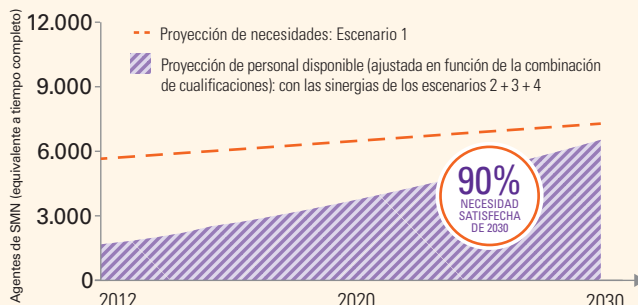 Agentes de SMN (equivalente a tiempo completo)
12.000
9.000
6.000
3.000
0
Proyección de necesidades: Escenario 1
Proyección de personal disponible (ajustada en función de la combinación
de cualificaciones): con las sinergias de los escenarios 2 + 3 + 4
90%
NECESIDAD
SATISFECHA
DE 2030
2012
2020
2030